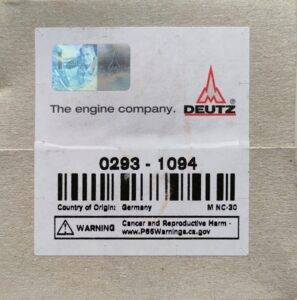 The engine company. DEUTZ®
0293 - 1094
Country of Origin: Germany M NC-30
WARNING Cancer and Reproductive Harm -
www.P65Warnings.ca.gov